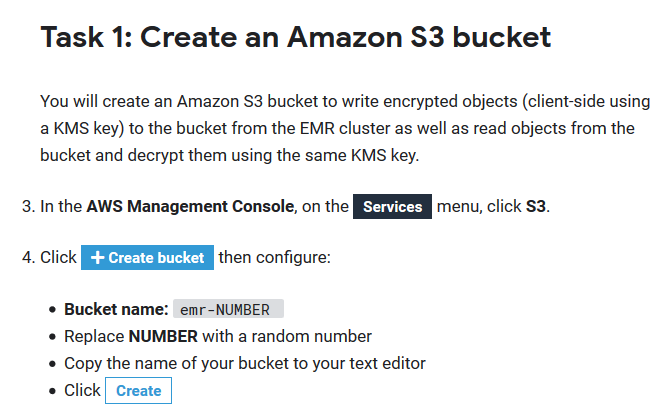 Task 1: Create an Amazon S3 bucket
You will create an Amazon S3 bucket to write encrypted objects (client-side using
a KMS key) to the bucket from the EMR cluster as well as read objects from the
bucket and decrypt them using the same KMS key.
3. In the AWS Management Console, on the Services menu, click S3.
4. Click + Create bucket then configure:
• Bucket name: emr-NUMBER
• Replace NUMBER with a random number
• Copy the name of your bucket to your text editor
• Click Create